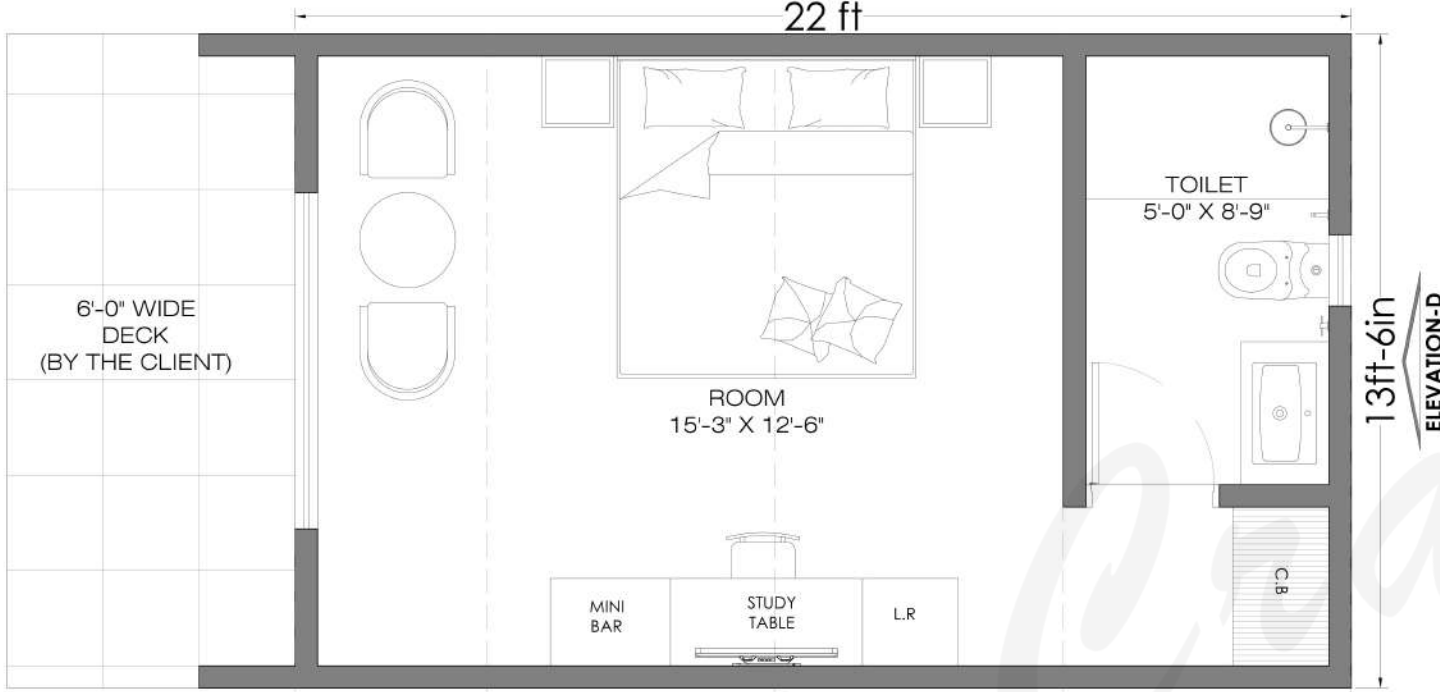 22 ft
TOILET
5'-0" X 8'-9"
6'-0" WIDE
DECK
(BY THE CLIENT)
13ft-6in
ELEVATION-D
ROOM
15'-3" X 12'-6"
MINI
BAR
STUDY
TABLE
L.R
C.B